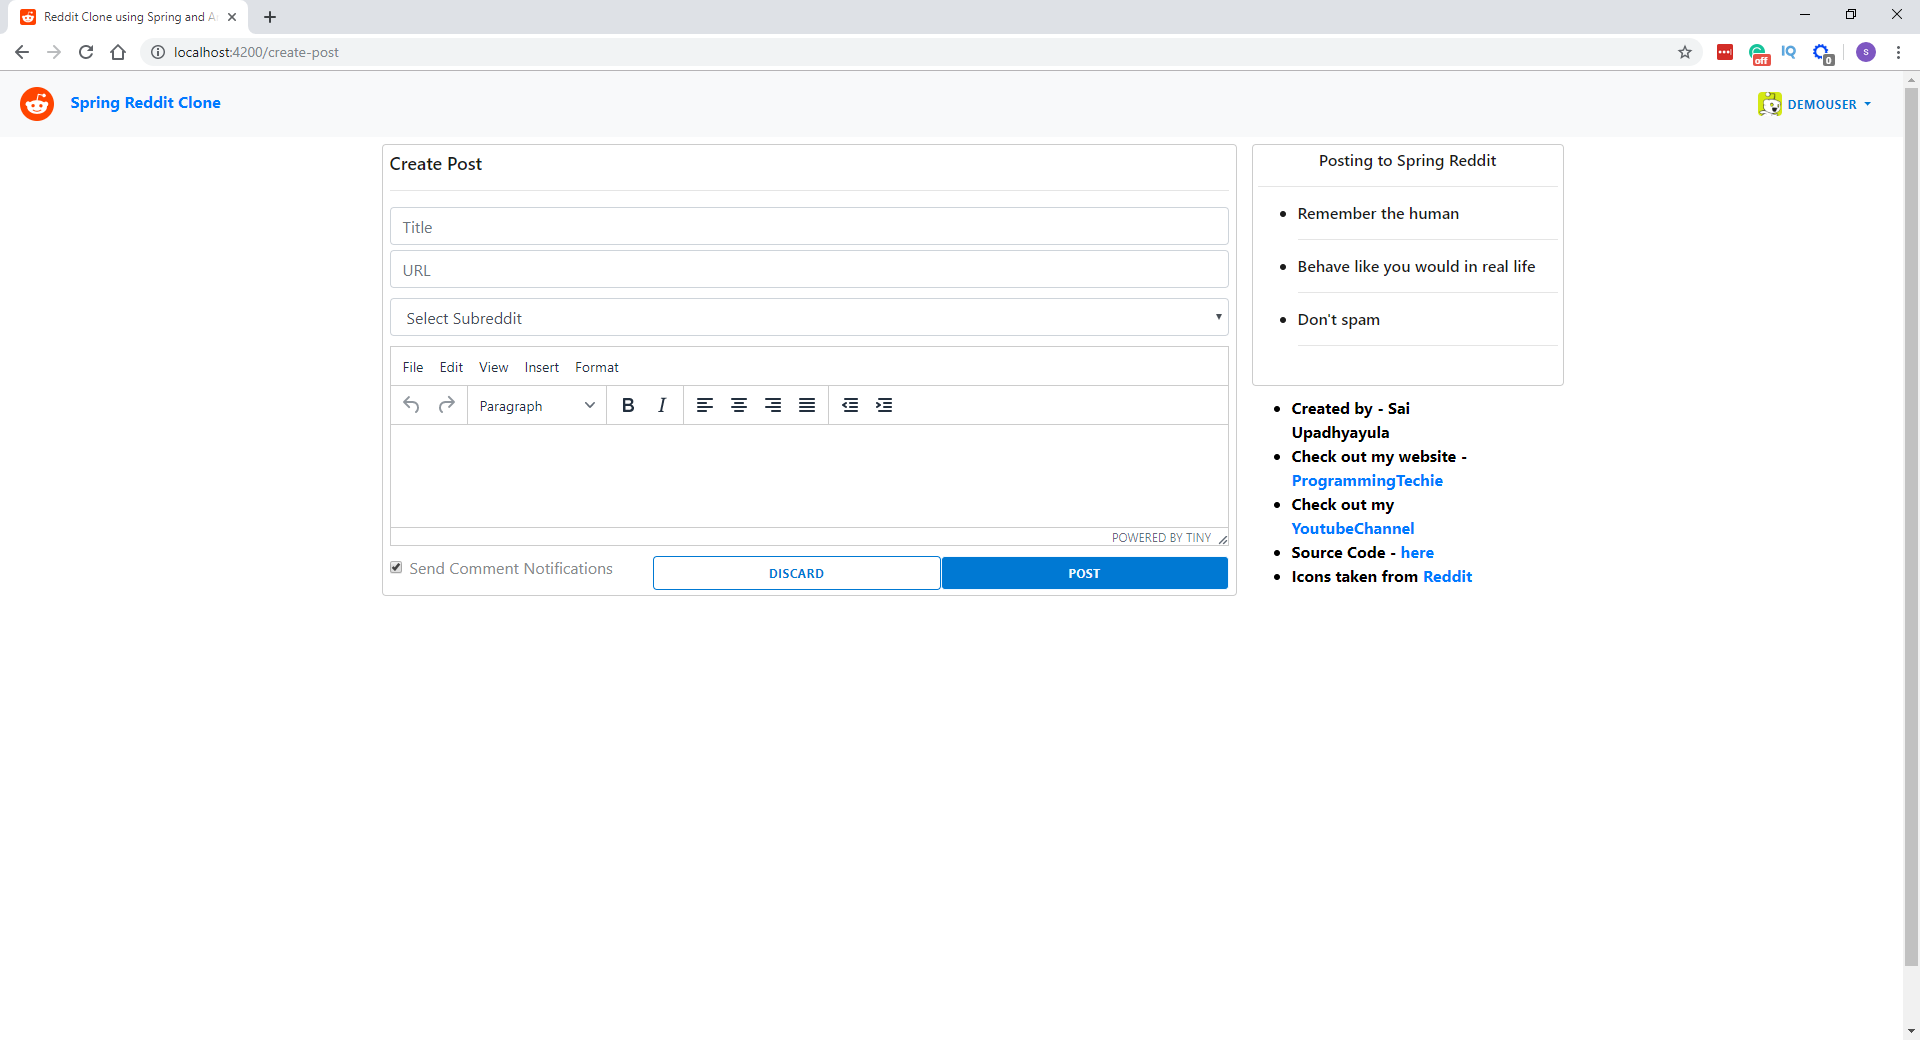 Reddit Clone using Spring and A
localhost:4200/create-post
off
IQ
0
S
Spring Reddit Clone
DEMOUSER
Create Post
Title
URL
Select Subreddit
File Edit View Insert Format
Paragraph B I
POWERED BY TINY
Send Comment Notifications
DISCARD
POST
Posting to Spring Reddit
Remember the human
Behave like you would in real life
Don't spam
Created by - Sai
Upadhyayula
Check out my website -
ProgrammingTechie
Check out my
YoutubeChannel
Source Code - here
Icons taken from Reddit